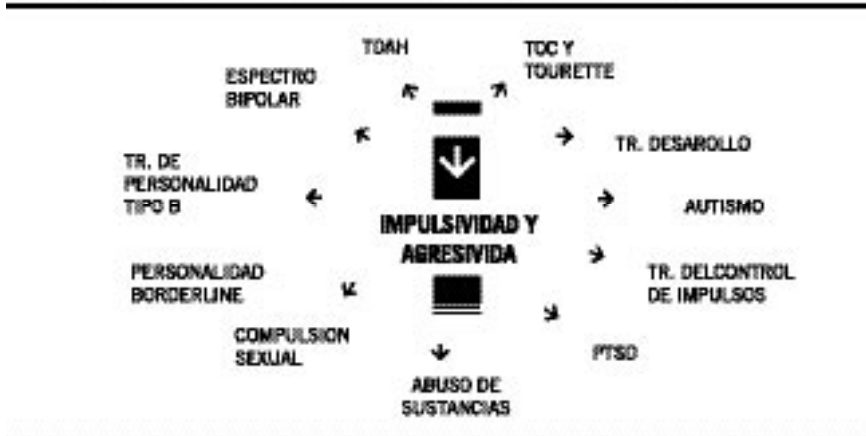 TDAH
TOC Y
TOURETTE
ESPECTRO
BIPOLAR
TR. DESAROLLO
TR. DE
PERSONALIDAD
TIPO B
AUTISMO
IMPULSIVIDAD Y
AGRESIVIDA
PERSONALIDAD
BORDERLINE
TR. DELCONTROL
DE IMPULSOS
COMPULSION
SEXUAL
PTSD
ABUSO DE
SUSTANCIAS